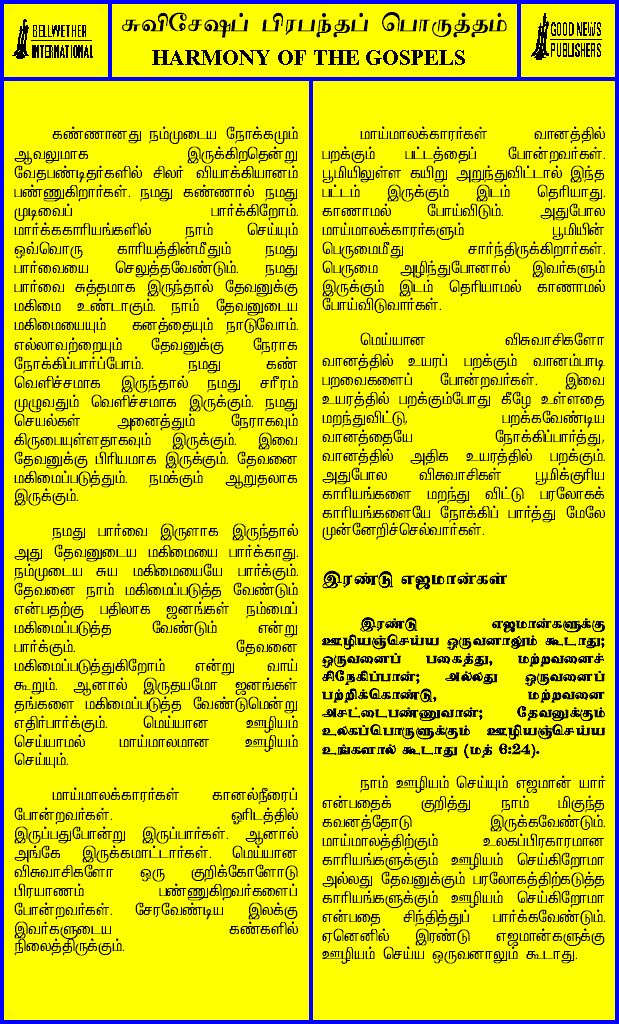 BELLWETHER
INTERNATIONAL
சுவிசேஷப் பிரபந்தப் பொருத்தம்
HARMONY OF THE GOSPELS
GOOD NEWS
PUBLISHERS
கண்ணானது நம்முடைய நோக்கமும்
ஆவலுமாக இருக்கிறதென்று
வேதபண்டிதர்களில் சிலர் வியாக்கியானம்
பண்ணுகிறார்கள். நமது கண்ணால் நமது
முடிவைப் பார்க்கிறோம்.
மார்க்ககாரியங்களில் நாம் செய்யும்
ஒவ்வொரு காரியத்தின்மீதும் நமது
பார்வையை செலுத்தவேண்டும். நமது
பார்வை சுத்தமாக இருந்தால் தேவனுக்கு
மகிமை உண்டாகும். நாம் தேவனுடைய
மகிமையையும் கனத்தையும் நாடுவோம்.
எல்லாவற்றையும் தேவனுக்கு நேராக
நோக்கிப்பார்ப்போம். நமது கண்
வெளிச்சமாக இருந்தால் நமது சரீரம்
முழுவதும் வெளிச்சமாக இருக்கும். நமது
செயல்கள் அனைத்தும் நேராகவும்
கிருபையுள்ளதாகவும் இருக்கும். இவை
தேவனுக்கு பிரியமாக இருக்கும். தேவனை
மகிமைப்படுத்தும். நமக்கும் ஆறுதலாக
இருக்கும்.
நமது பார்வை இருளாக இருந்தால்
அது தேவனுடைய மகிமையை பார்க்காது.
நம்முடைய சுய மகிமையையே பார்க்கும்.
தேவனை நாம் மகிமைப்படுத்த வேண்டும்
என்பதற்கு பதிலாக ஜனங்கள் நம்மைப்
மகிமைப்படுத்த வேண்டும் என்று
பார்க்கும். தேவனை
மகிமைப்படுத்துகிறோம் என்று வாய்
கூறும். ஆனால் இருதயமோ ஜனங்கள்
தங்களை மகிமைப்படுத்த வேண்டுமென்று
எதிர்பார்க்கும். மெய்யான ஊழியம்
செய்யாமல் மாய்மாலமான ஊழியம்
செய்யும்.
மாய்மாலக்காரர்கள் கானல்நீரைப்
போன்றவர்கள். ஓரிடத்தில்
இருப்பதுபோன்று இருப்பார்கள். ஆனால்
அங்கே இருக்கமாட்டார்கள். மெய்யான
விசுவாசிகளோ ஒரு குறிக்கோளோடு
பிரயாணம் பண்ணுகிறவர்களைப்
போன்றவர்கள். சேரவேண்டிய இலக்கு
இவர்களுடைய கண்களில்
நிலைத்திருக்கும்.
மாய்மாலக்காரர்கள் வானத்தில்
பறக்கும் பட்டத்தைப் போன்றவர்கள்.
பூமியிலுள்ள கயிறு அறுந்துவிட்டால் இந்த
பட்டம் இருக்கும் இடம் தெரியாது.
காணாமல் போய்விடும். அதுபோல
மாய்மாலக்காரர்களும் பூமியின்
பெருமைமீது சார்ந்திருக்கிறார்கள்.
பெருமை அழிந்துபோனால் இவர்களும்
இருக்கும் இடம் தெரியாமல் காணாமல்
போய்விடுவார்கள்.
மெய்யான விசுவாசிகளோ
வானத்தில் உயரப் பறக்கும் வானம்பாடி
பறவைகளைப் போன்றவர்கள். இவை
உயரத்தில் பறக்கும்போது கீழே உள்ளதை
மறந்துவிட்டு, பறக்கவேண்டிய
வானத்தையே நோக்கிப்பார்த்து,
வானத்தில் அதிக உயரத்தில் பறக்கும்.
அதுபோல விசுவாசிகள் பூமிக்குரிய
காரியங்களை மறந்து விட்டு பரலோகக்
காரியங்களையே நோக்கிப் பார்த்து மேலே
முன்னேறிச்செல்வார்கள்.
இரண்டு எஜமான்கள்
இரண்டு எஜமான்களுக்கு
ஊழியஞ்செய்ய ஒருவனாலும் கூடாது;
ஒருவனைப் பகைத்து, மற்றவனைச்
சிநேகிப்பான்; அல்லது ஒருவனைப்
பற்றிக்கொண்டு, மற்றவனை
அசட்டைபண்ணுவான்; தேவனுக்கும்
உலகப்பொருளுக்கும் ஊழியஞ்செய்ய
உங்களால் கூடாது (மத் 6:24).
நாம் ஊழியம் செய்யும் எஜமான் யார்
என்பதைக் குறித்து நாம் மிகுந்த
கவனத்தோடு இருக்கவேண்டும்.
மாய்மாலத்திற்கும் உலகப்பிரகாரமான
காரியங்களுக்கும் ஊழியம் செய்கிறோமா
அல்லது தேவனுக்கும் பரலோகத்திற்கடுத்த
காரியங்களுக்கும் ஊழியம் செய்கிறோமா
என்பதை சிந்தித்துப் பார்க்கவேண்டும்.
ஏனெனில் இரண்டு எஜமான்களுக்கு
ஊழியம் செய்ய ஒருவனாலும் கூடாது.